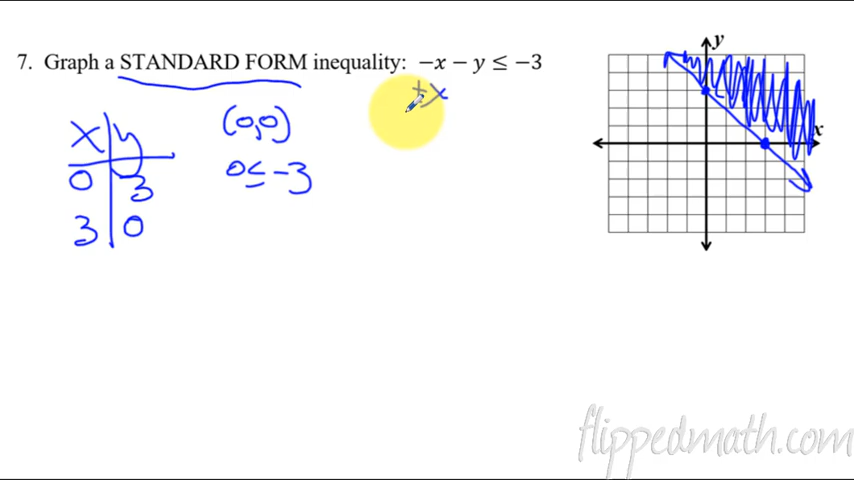 7. Graph a STANDARD FORM inequality: −x − y ≤ −3
+x
x y
0 3
3 0
(0,0)
0 ≤ −3
y
x
flippedmath.com